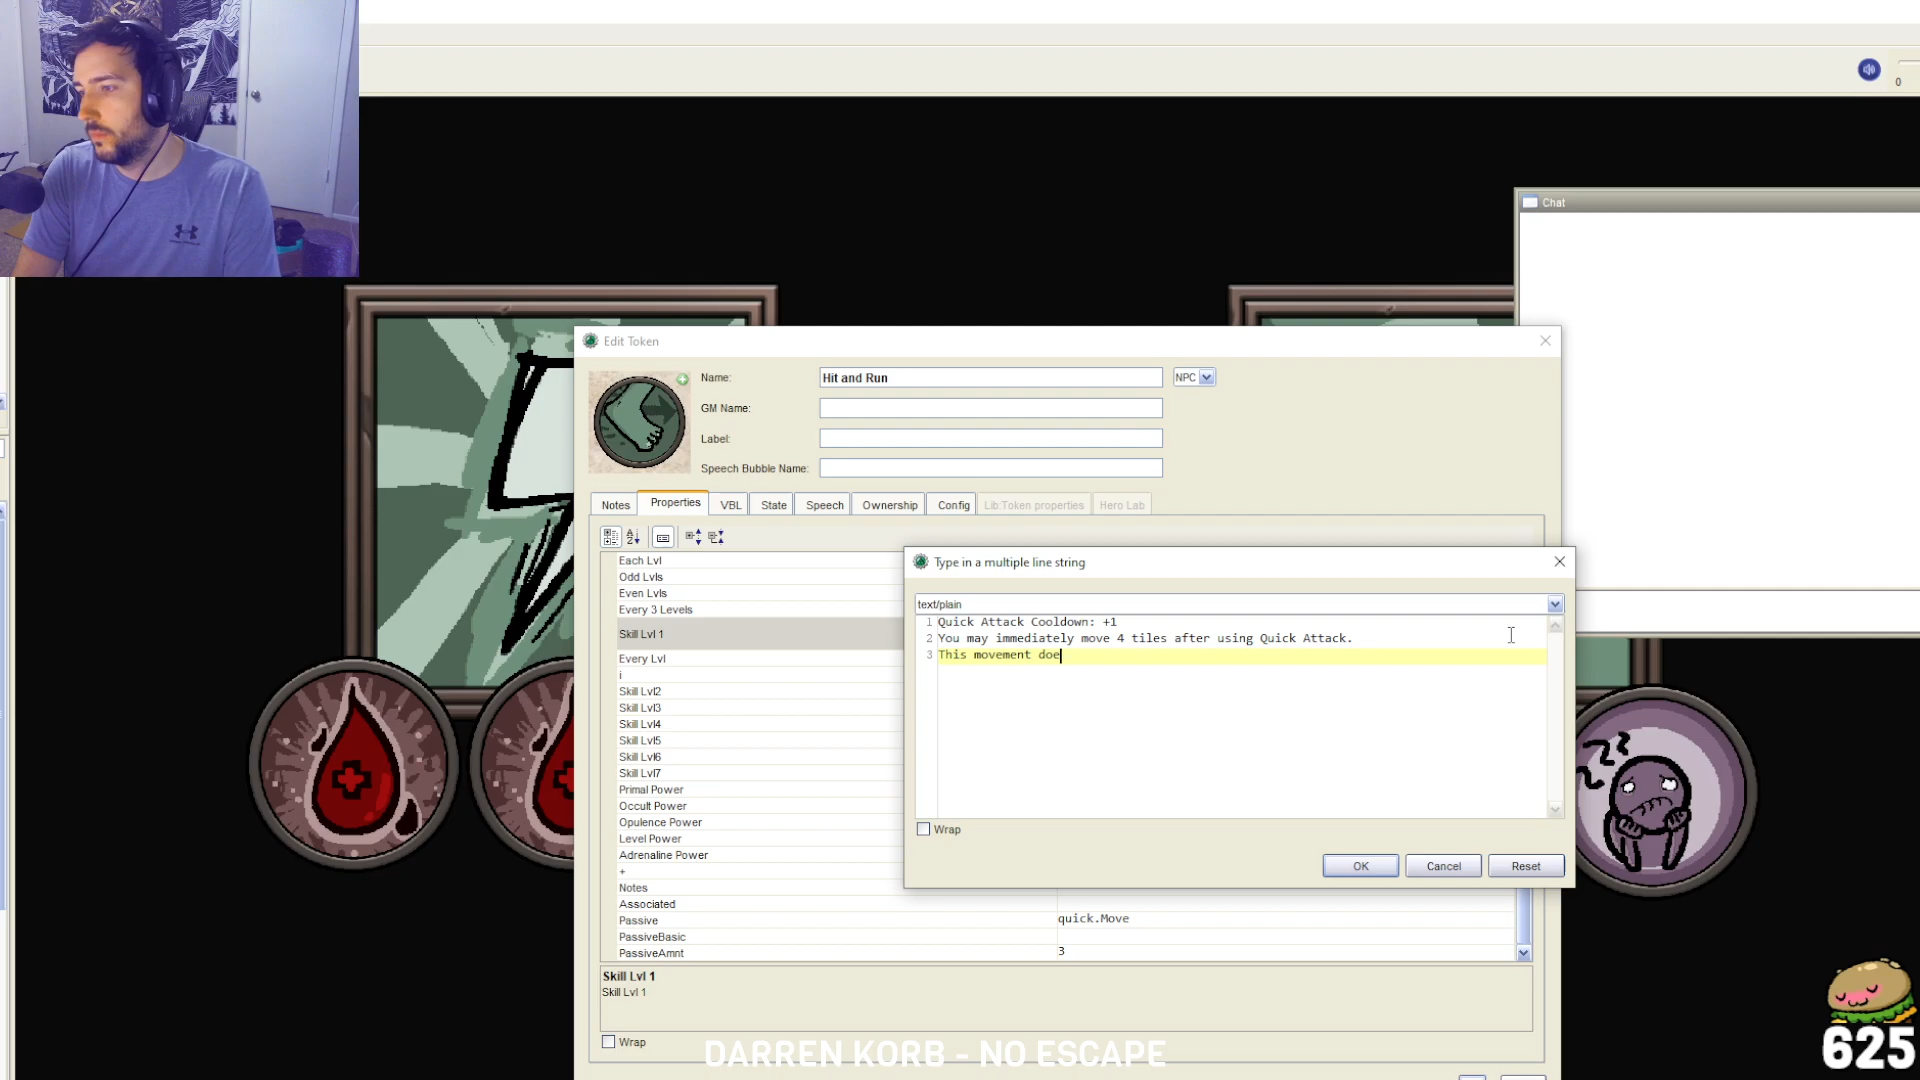 0
Chat
Edit Token
Name:
Hit and Run
NPC
GM Name:
Label:
Speech Bubble Name:
Notes
Properties
VBL
State
Speech
Ownership
Config
Lib:Token properties
Hero Lab
Each Lvl
Odd Lvls
Even Lvls
Every 3 Levels
Skill Lvl 1
Every Lvl
i
Skill Lvl2
Skill Lvl3
Skill Lvl4
Skill Lvl5
Skill Lvl6
Skill Lvl7
Primal Power
Occult Power
Opulence Power
Level Power
Adrenaline Power
+
Notes
Associated
Passive
quick.Move
PassiveBasic
PassiveAmnt
3
Skill Lvl 1
Skill Lvl 1
Wrap
Type in a multiple line string
text/plain
1 Quick Attack Cooldown: +1
2 You may immediately move 4 tiles after using Quick Attack.
3 This movement doe
Wrap
OK
Cancel
Reset
DARREN KORB - NO ESCAPE
625